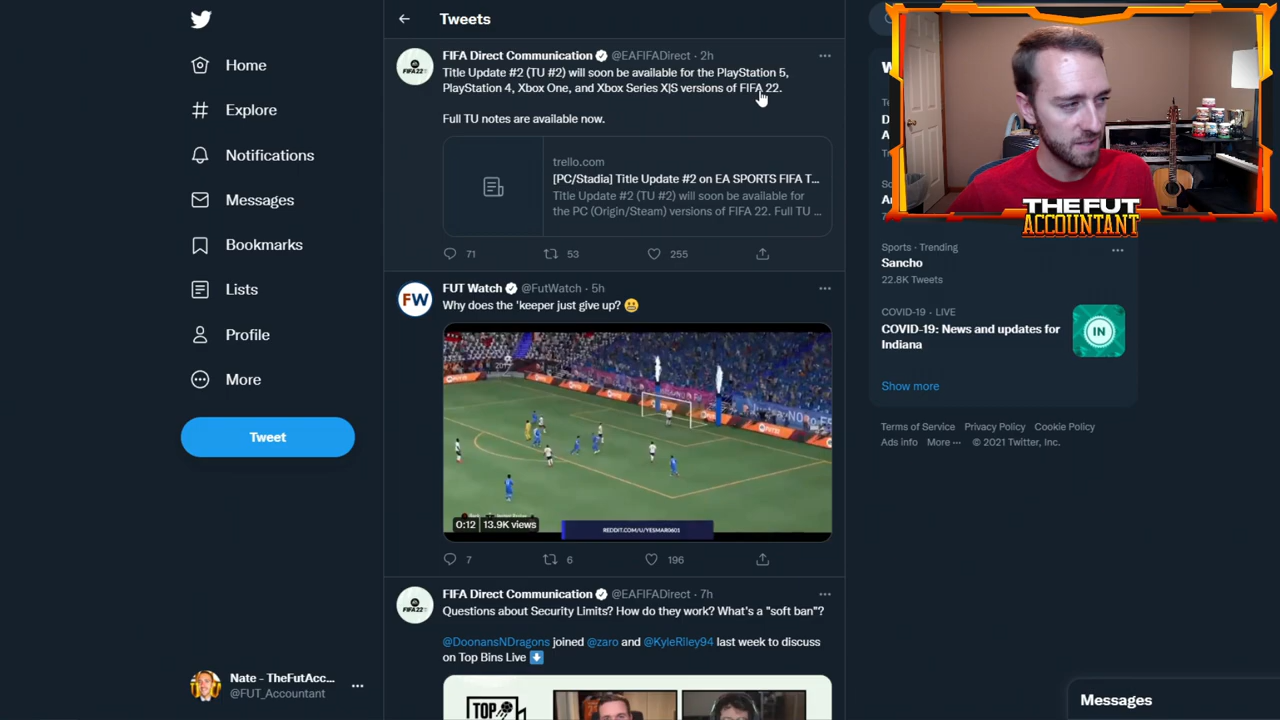 Home
Explore
Notifications
Messages
Bookmarks
Lists
Profile
More
Tweet
Nate - TheFutAcc...
@FUT_Accountant
Tweets
FIFA Direct Communication @EAFIFADirect · 2h
Title Update #2 (TU #2) will soon be available for the PlayStation 5,
PlayStation 4, Xbox One, and Xbox Series X|S versions of FIFA 22.
Full TU notes are available now.
trello.com
[PC/Stadia] Title Update #2 on EA SPORTS FIFA T...
Title Update #2 (TU #2) will soon be available for
the PC (Origin/Steam) versions of FIFA 22. Full TU ...
71 53 255
FUT Watch @FutWatch · 5h
FW
Why does the 'keeper just give up?
0:12 13.9K views
REDDIT.COM/U/YESMAR0601
7 6 196
FIFA Direct Communication @EAFIFADirect · 7h
FIFA 22
Questions about Security Limits? How do they work? What's a "soft ban"?
@DoonansNDragons joined @zaro and @KyleRiley94 last week to discuss
on Top Bins Live
TOP
THE FUT
ACCOUNTANT
Sports · Trending
Sancho
22.8K Tweets
COVID-19 · LIVE
COVID-19: News and updates for
Indiana
IN
Show more
Terms of Service Privacy Policy Cookie Policy
Ads info More ··· © 2021 Twitter, Inc.
Messages